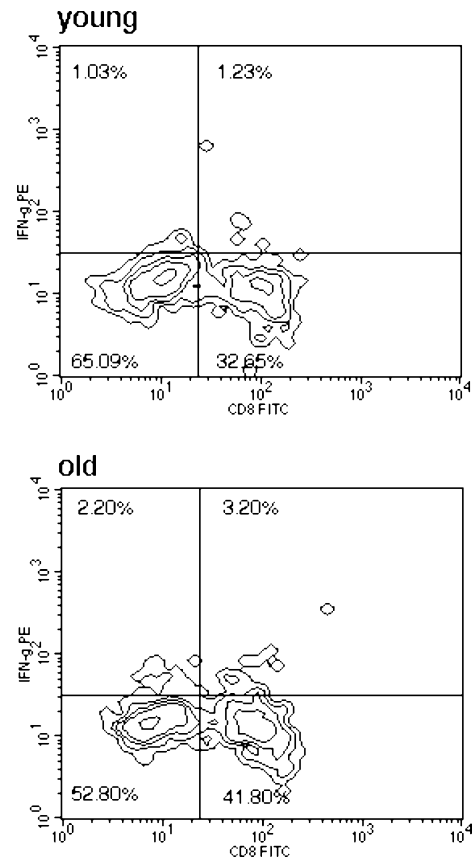 young
10^4
1.03% 1.23%
10^3
IFN-g PE
10^2
10^1
65.09% 32.65%
10^0
10^0 10^1 10^2 10^3 10^4
CD8 FITC
old
10^4
2.20% 3.20%
10^3
IFN-g PE
10^2
10^1
52.80% 41.80%
10^0
10^0 10^1 10^2 10^3 10^4
CD8 FITC